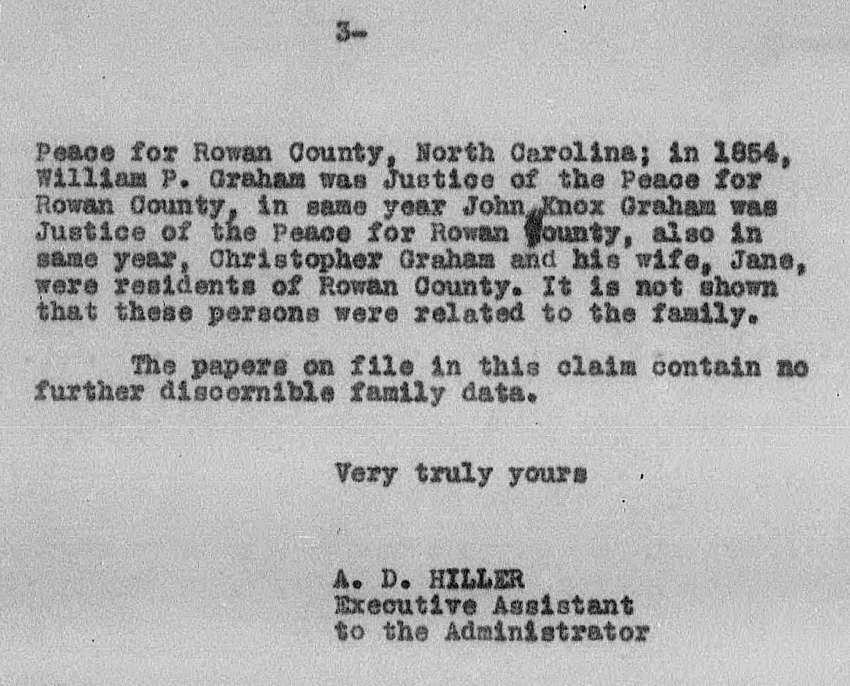 3-
Peace for Rowan County, North Carolina; in 1854,
William P. Graham was Justice of the Peace for
Rowan County, in same year John Knox Graham was
Justice of the Peace for Rowan County, also in
same year, Christopher Graham and his wife, Jane,
were residents of Rowan County. It is not shown
that these persons were related to the family.
The papers on file in this claim contain no
further discernible family data.
Very truly yours
A. D. HILLER
Executive Assistant
to the Administrator